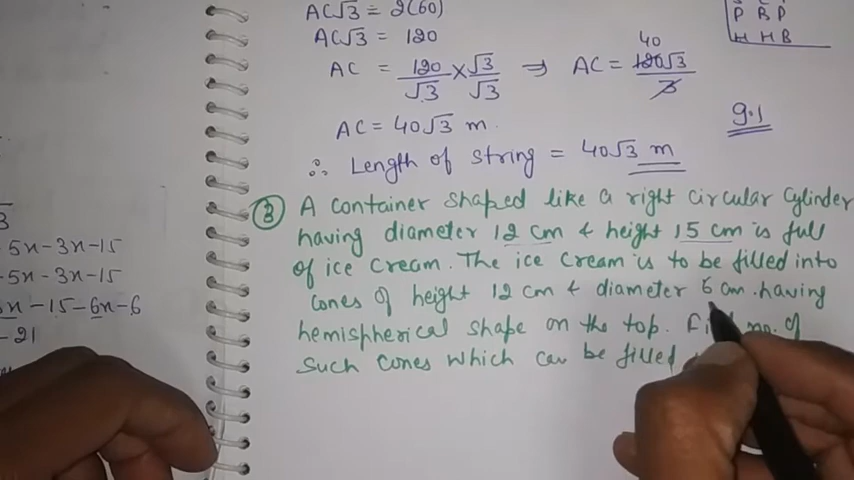 AC√3 = 2(60)
AC√3 = 120
AC = 120/√3 × √3/√3 ⇒ AC = 40 120√3/3
AC = 40√3 m.
∴ Length of string = 40√3 m
P B P
H H B
9.1
(3) A container shaped like a right circular cylinder
having diameter 12 cm & height 15 cm is full
of ice cream. The ice cream is to be filled into
cones of height 12 cm & diameter 6 cm. having
hemispherical shape on the top. no. of
such cones which can be filled
3
5x-3x-15
-5x-3x-15
-15-6x-6
-21